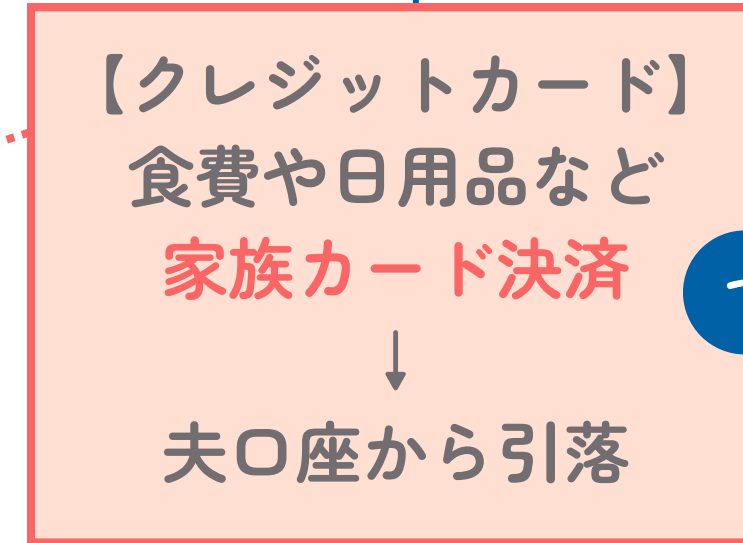 【クレジットカード】
食費や日用品など
家族カード決済
↓
夫口座から引落